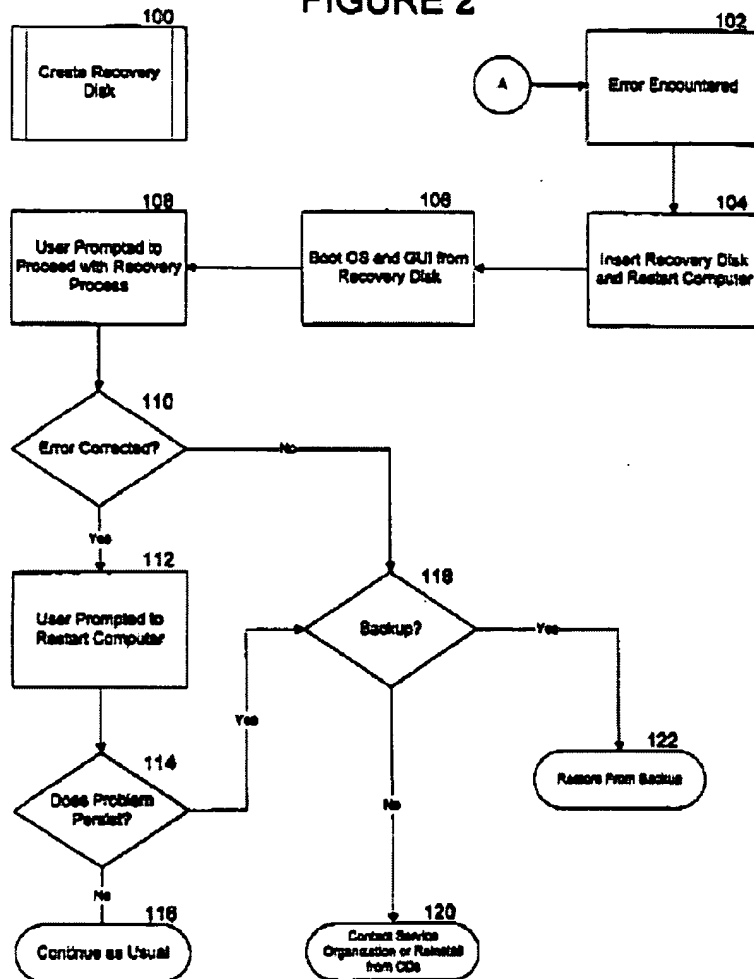 FIGURE 2
100
Create Recovery
Disk
A
102
Error Encountered
104
Insert Recovery Disk
and Restart Computer
106
Boot OS and GUI from
Recovery Disk
108
User Prompted to
Proceed with Recovery
Process
110
Error Corrected?
No
Yes
112
User Prompted to
Restart Computer
118
Backup?
Yes
Yes
114
Does Problem
Persist?
122
Restore From Backup
No
No
116
Continue as Usual
120
Contact Service
Organization or Reinstall
from CDs